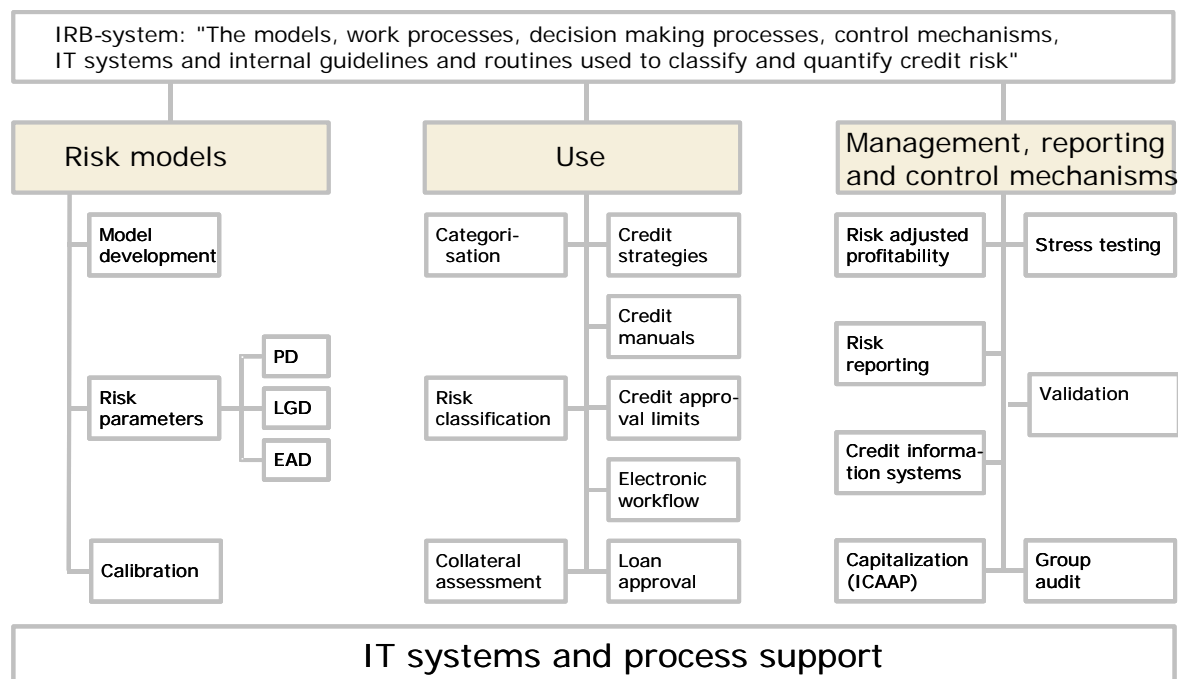 IRB-system: "The models, work processes, decision making processes, control mechanisms,
IT systems and internal guidelines and routines used to classify and quantify credit risk"
Risk models
Use
Management, reporting
and control mechanisms
Model
development
Risk
parameters
PD
LGD
EAD
Calibration
Categori-
sation
Credit
strategies
Credit
manuals
Risk
classification
Credit appro-
val limits
Electronic
workflow
Collateral
assessment
Loan
approval
Risk adjusted
profitability
Stress testing
Risk
reporting
Validation
Credit informa-
tion systems
Capitalization
(ICAAP)
Group
audit
IT systems and process support